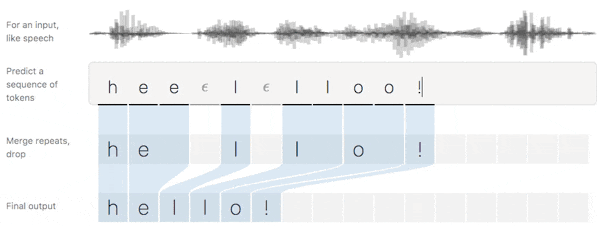 For an input,
like speech
Predict a
sequence of
tokens
h e e ϵ l ϵ l l o o !
Merge repeats,
drop
h e l l o !
Final output
h e l l o !